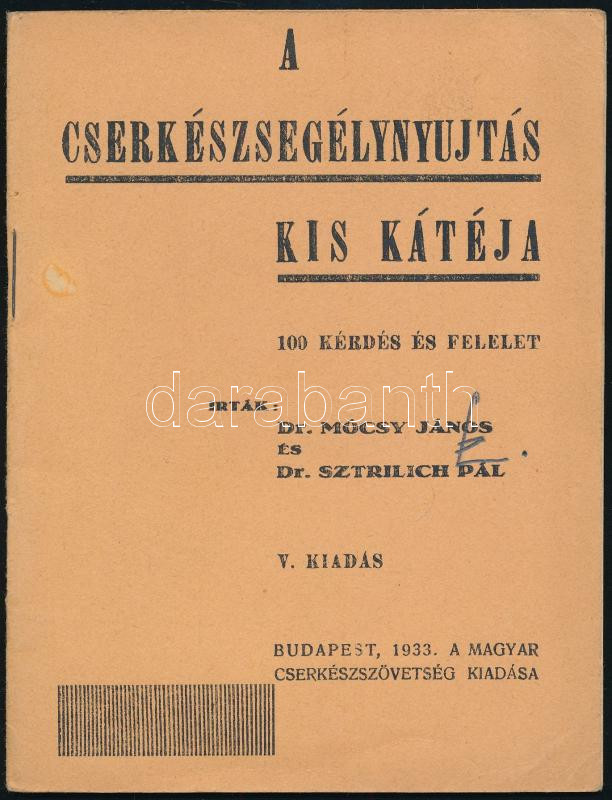 A
CSERKÉSZSEGÉLYNYUJTÁS
KIS KÁTÉJA
100 KÉRDÉS ÉS FELELET
darabanth
IRTÁK:
Dr. MÓCSY JÁNOS
ÉS
Dr. SZTRILICH PÁL
V. KIADÁS
BUDAPEST, 1933. A MAGYAR
CSERKÉSZSZÖVETSÉG KIADÁSA